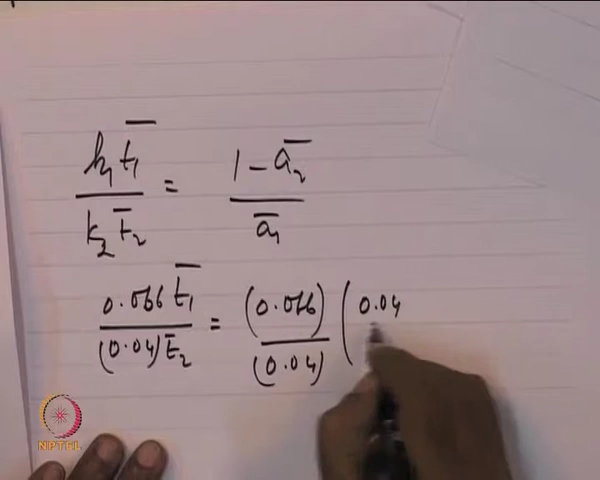 k₁ t̄₁ / k₂ t̄₂ = 1 - ā₂ / ā₁
0.066 t̄₁ / (0.04) t̄₂ = (0.066) / (0.04) ( 0.04
NPTEL